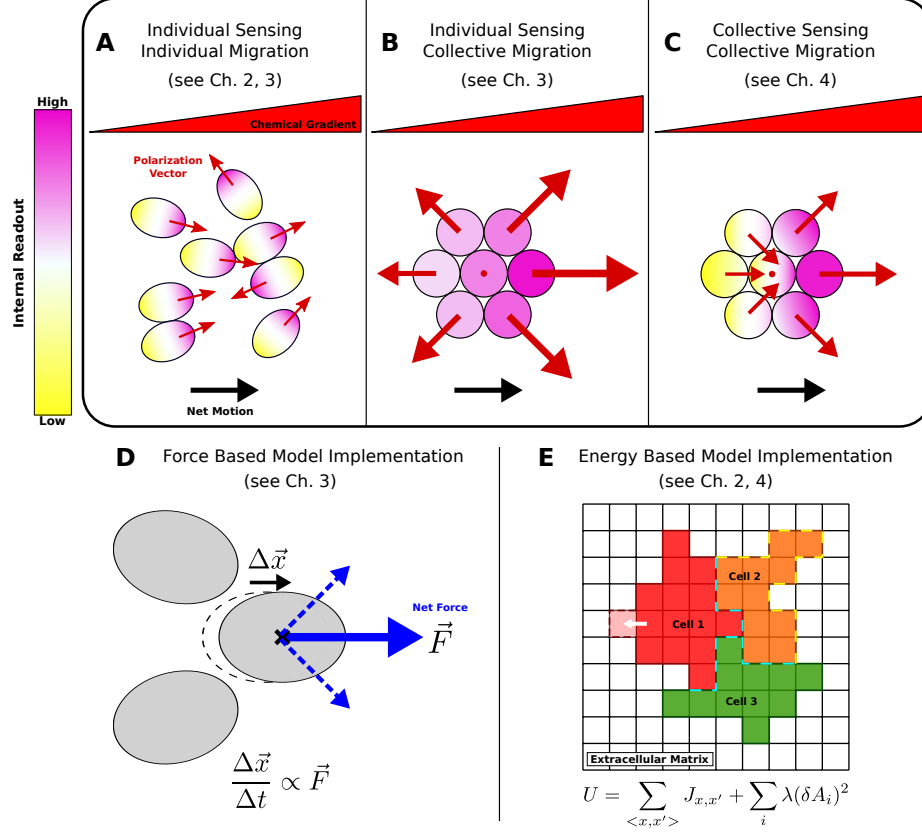 A
Individual Sensing
Individual Migration
(see Ch. 2, 3)
B
Individual Sensing
Collective Migration
(see Ch. 3)
C
Collective Sensing
Collective Migration
(see Ch. 4)
High
Internal Readout
Low
Chemical Gradient
Polarization
Vector
Net Motion
D
Force Based Model Implementation
(see Ch. 3)
Δx⃗
Net Force
F⃗
Δx⃗/Δt ∝ F⃗
E
Energy Based Model Implementation
(see Ch. 2, 4)
Cell 2
Cell 1
Cell 3
Extracellular Matrix
U = ∑_{<x,x'>} J_{x,x'} + ∑_i λ(δA_i)^2